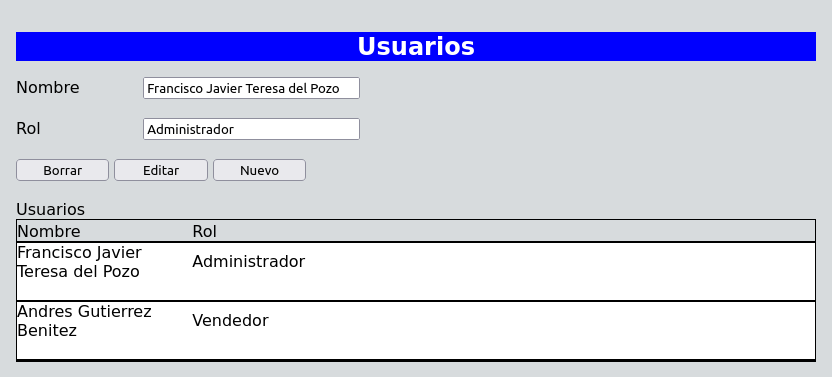 Usuarios
Nombre Francisco Javier Teresa del Pozo
Rol Administrador
Borrar Editar Nuevo
Usuarios
Nombre Rol
Francisco Javier
Teresa del Pozo
Administrador
Andres Gutierrez
Benitez
Vendedor